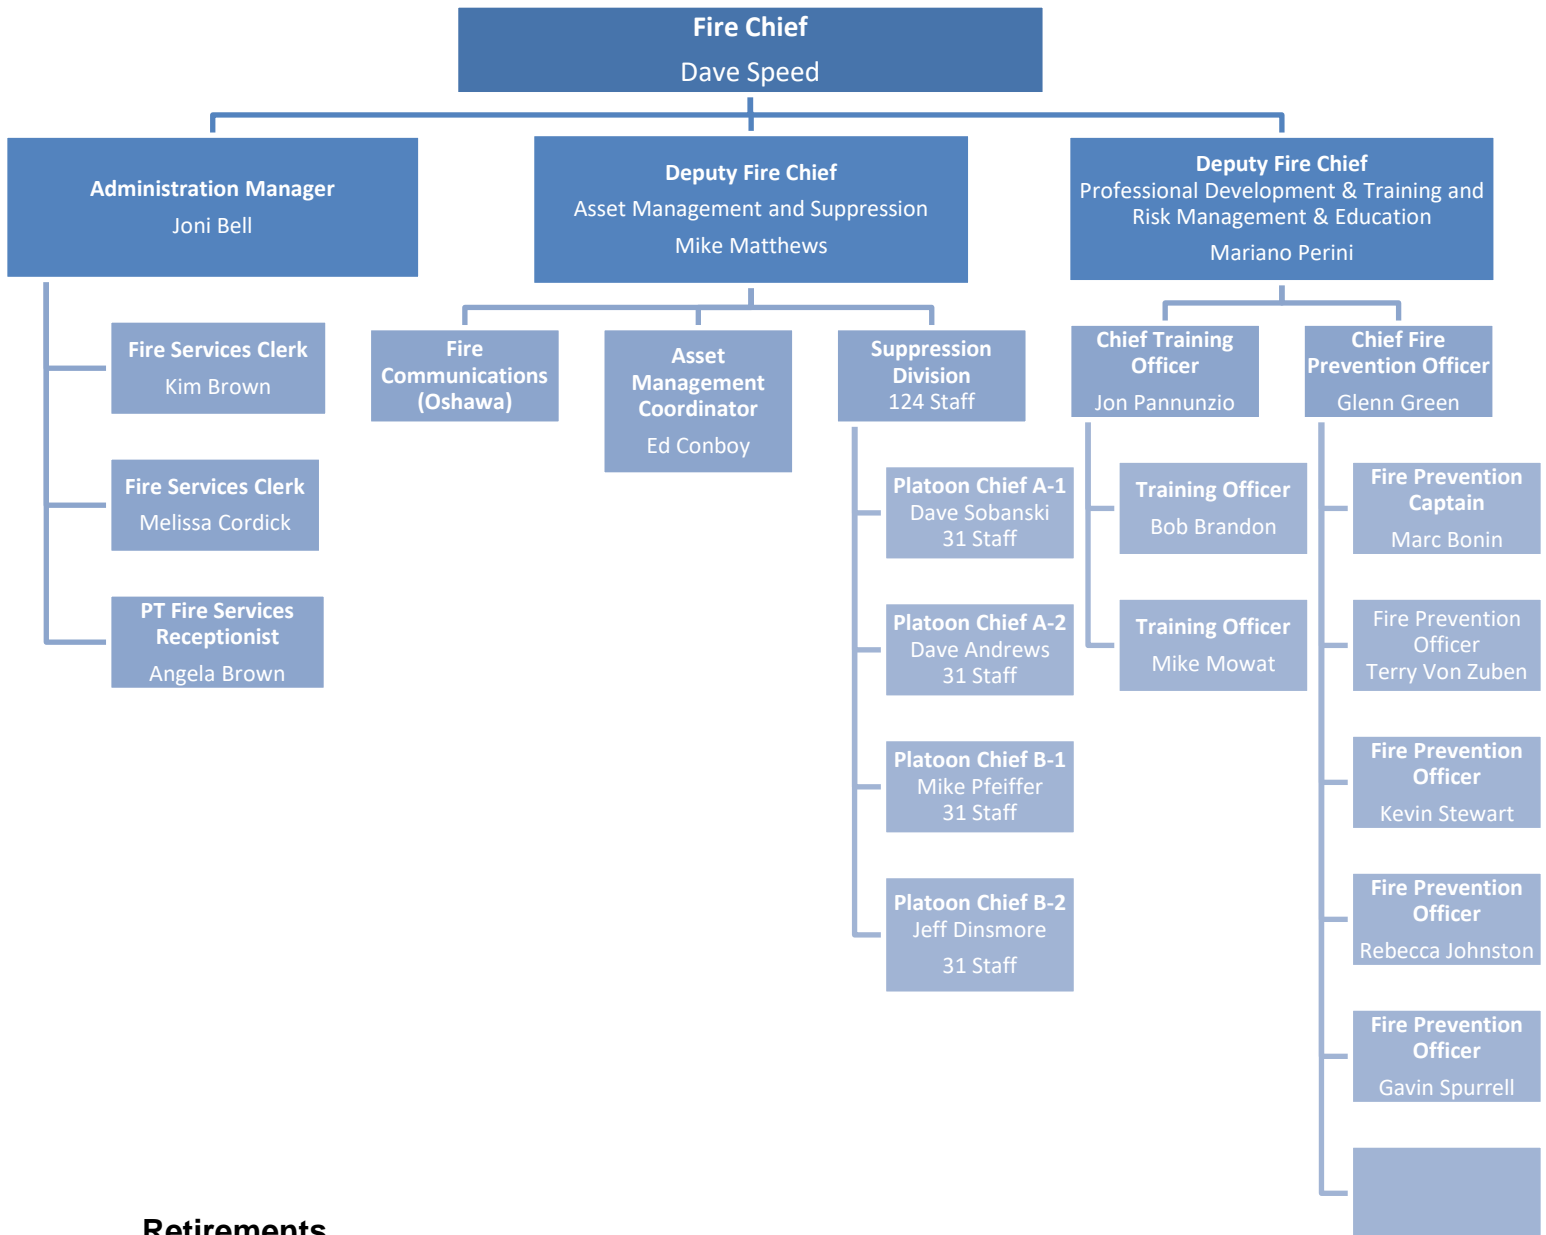 Fire Chief
Dave Speed
Administration Manager
Joni Bell
Deputy Fire Chief
Asset Management and Suppression
Mike Matthews
Deputy Fire Chief
Professional Development & Training and
Risk Management & Education
Mariano Perini
Fire Services Clerk
Kim Brown
Fire Services Clerk
Melissa Cordick
PT Fire Services
Receptionist
Angela Brown
Fire
Communications
(Oshawa)
Asset
Management
Coordinator
Ed Conboy
Suppression
Division
124 Staff
Platoon Chief A-1
Dave Sobanski
31 Staff
Platoon Chief A-2
Dave Andrews
31 Staff
Platoon Chief B-1
Mike Pfeiffer
31 Staff
Platoon Chief B-2
Jeff Dinsmore
31 Staff
Chief Training
Officer
Jon Pannunzio
Training Officer
Bob Brandon
Training Officer
Mike Mowat
Chief Fire
Prevention Officer
Glenn Green
Fire Prevention
Captain
Marc Bonin
Fire Prevention
Officer
Terry Von Zuben
Fire Prevention
Officer
Kevin Stewart
Fire Prevention
Officer
Rebecca Johnston
Fire Prevention
Officer
Gavin Spurrell
Retirements